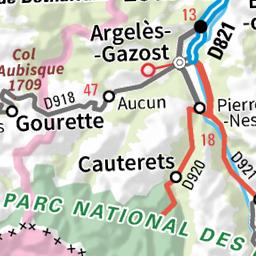 13
Argelès-
-Gazost
D821
Col
Aubisque
1709
D918
47
Aucun
Gourette
Pierre
-Nes
18
Cauterets
D920
D921
PARC NATIONAL DES